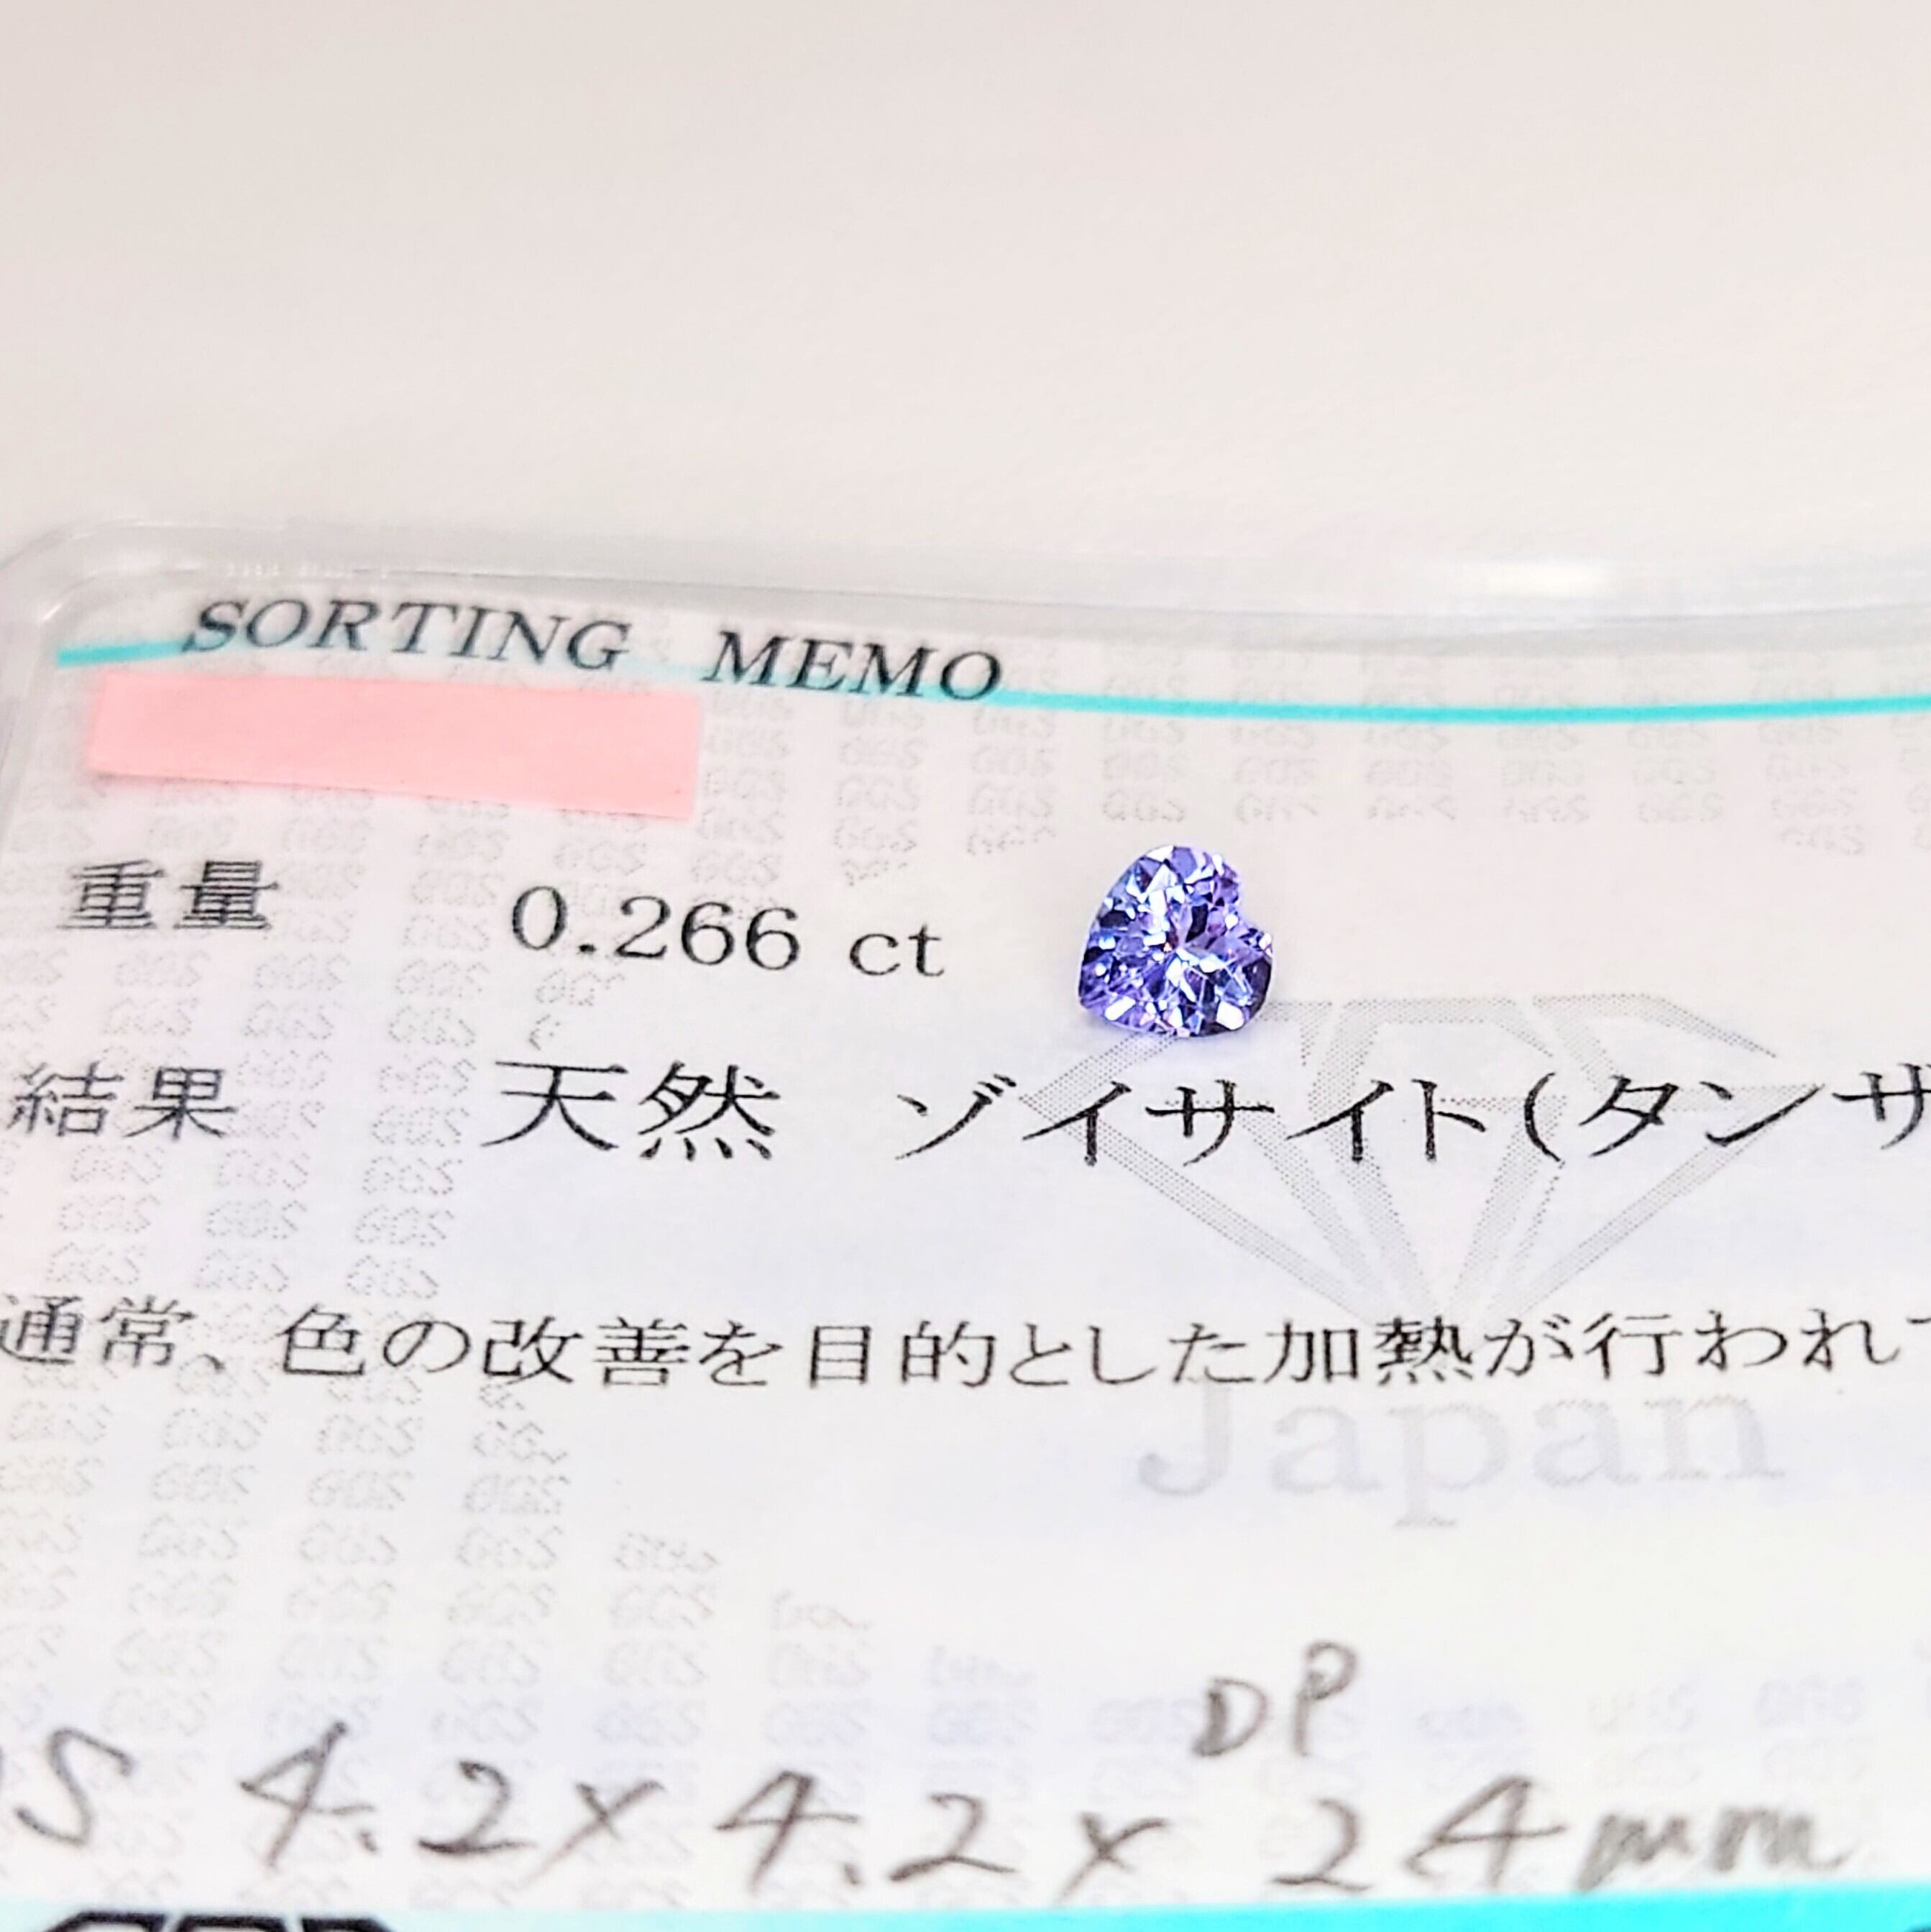 SORTING MEMO
重量 0.266 ct
結果 天然 ゾイサイト(タンザ
通常、色の改善を目的とした加熱が行われて
Japan
DP
S 4.2 x 4.2 x 2.4mm